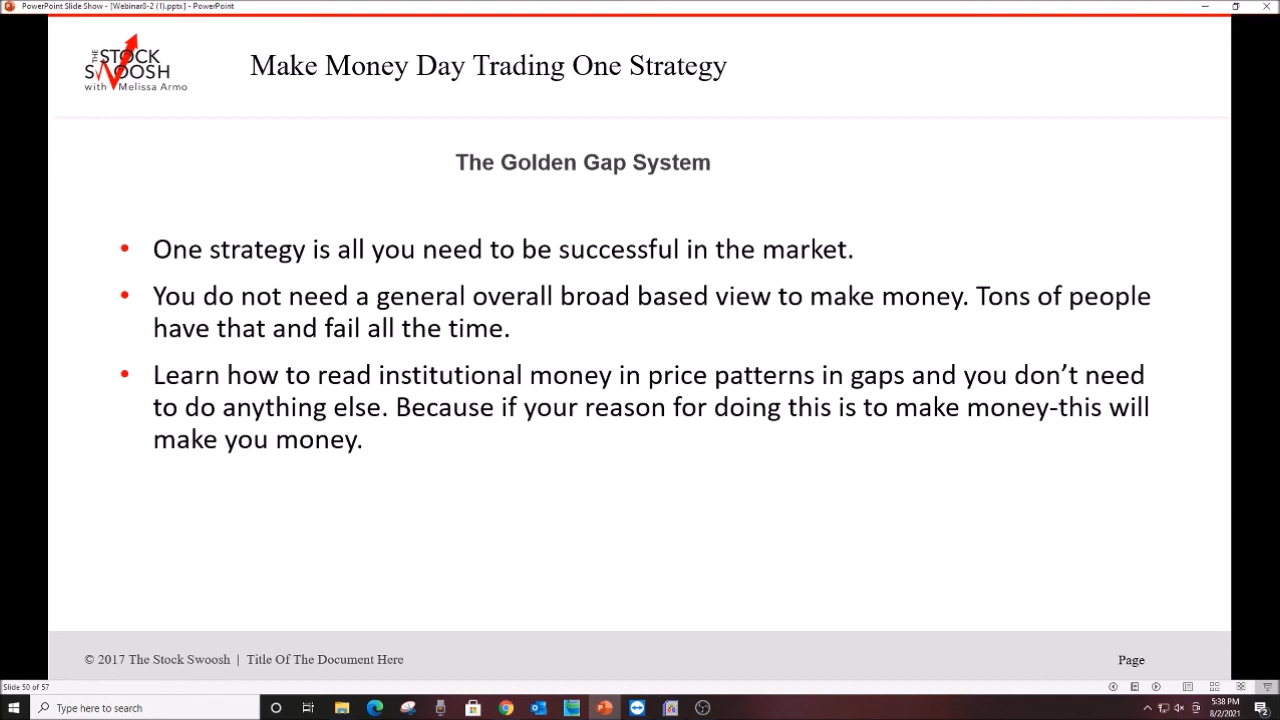 PowerPoint Slide Show - [Webinar8-2 (1).pptx] - PowerPoint
THE STOCK
SWOOSH
with Melissa Armo
Make Money Day Trading One Strategy
The Golden Gap System
• One strategy is all you need to be successful in the market.
• You do not need a general overall broad based view to make money. Tons of people
have that and fail all the time.
• Learn how to read institutional money in price patterns in gaps and you don’t need
to do anything else. Because if your reason for doing this is to make money-this will
make you money.
© 2017 The Stock Swoosh | Title Of The Document Here
Page
Slide 50 of 57
Type here to search
5:38 PM
8/2/2021
2